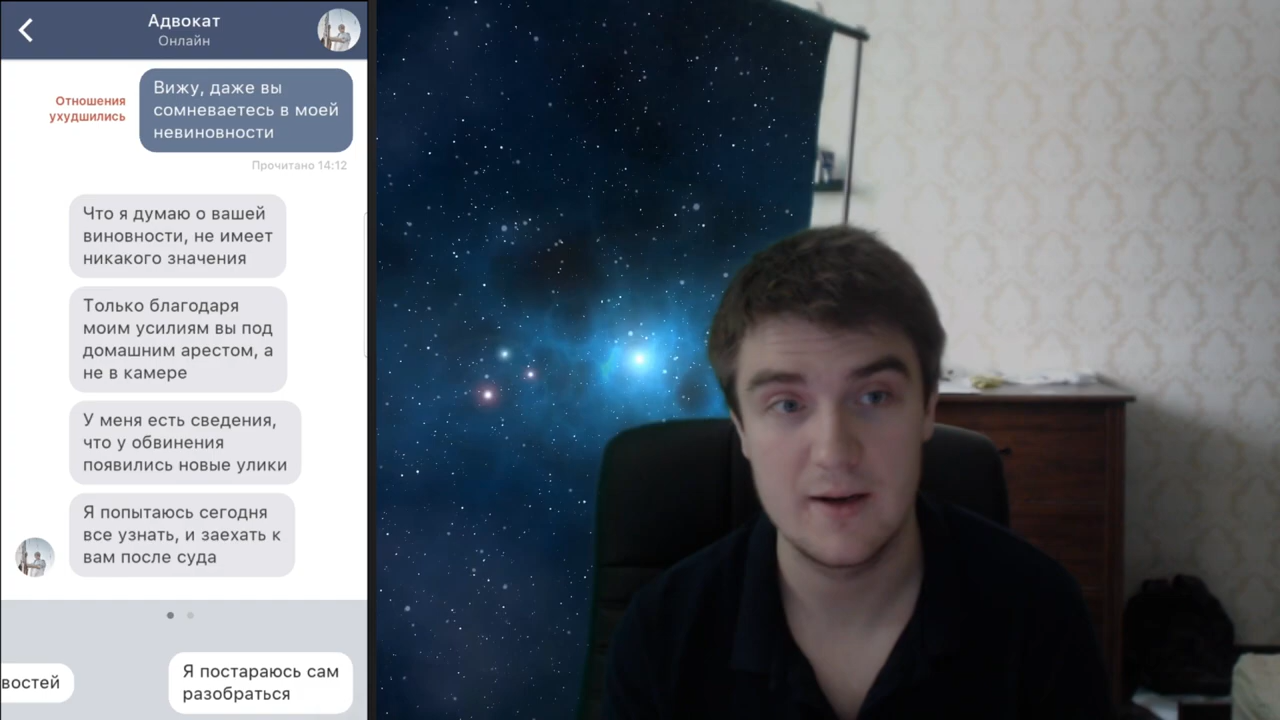 Адвокат
Онлайн
Отношения
ухудшились
Вижу, даже вы
сомневаетесь в моей
невиновности
Прочитано 14:12
Что я думаю о вашей
виновности, не имеет
никакого значения
Только благодаря
моим усилиям вы под
домашним арестом, а
не в камере
У меня есть сведения,
что у обвинения
появились новые улики
Я попытаюсь сегодня
все узнать, и заехать к
вам после суда
востей
Я постараюсь сам
разобраться